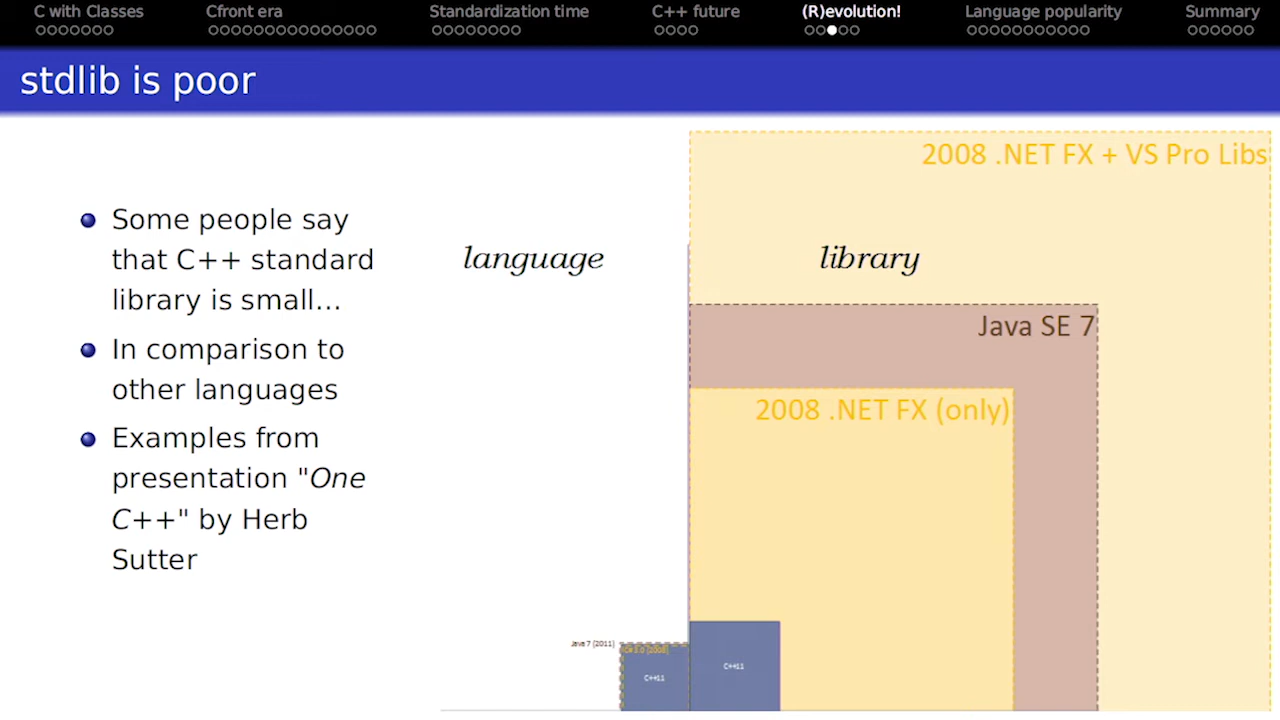 C with Classes
Cfront era
Standardization time
C++ future
(R)evolution!
Language popularity
Summary
stdlib is poor
Some people say
that C++ standard
library is small...
In comparison to
other languages
Examples from
presentation "One
C++" by Herb
Sutter
language
library
2008 .NET FX + VS Pro Libs
Java SE 7
2008 .NET FX (only)
Java 7 (2011)
C++11
C++11